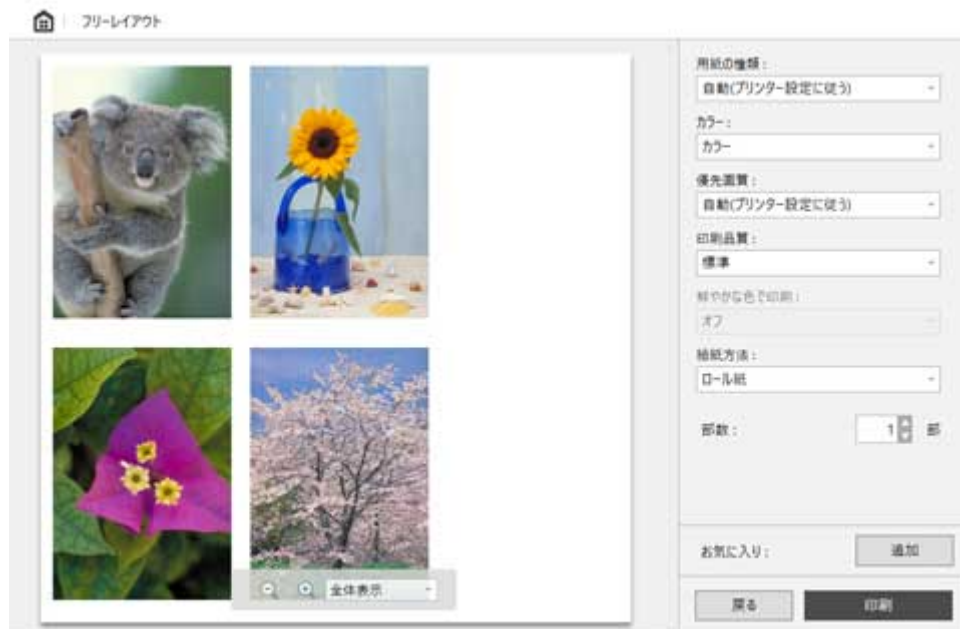 フリーレイアウト
用紙の種類：
自動(プリンター設定に従う)
カラー：
カラー
優先画質：
自動(プリンター設定に従う)
印刷品質：
標準
鮮やかな色で印刷：
オフ
給紙方法：
ロール紙
部数：
1 部
お気に入り：
追加
全体表示
戻る
印刷